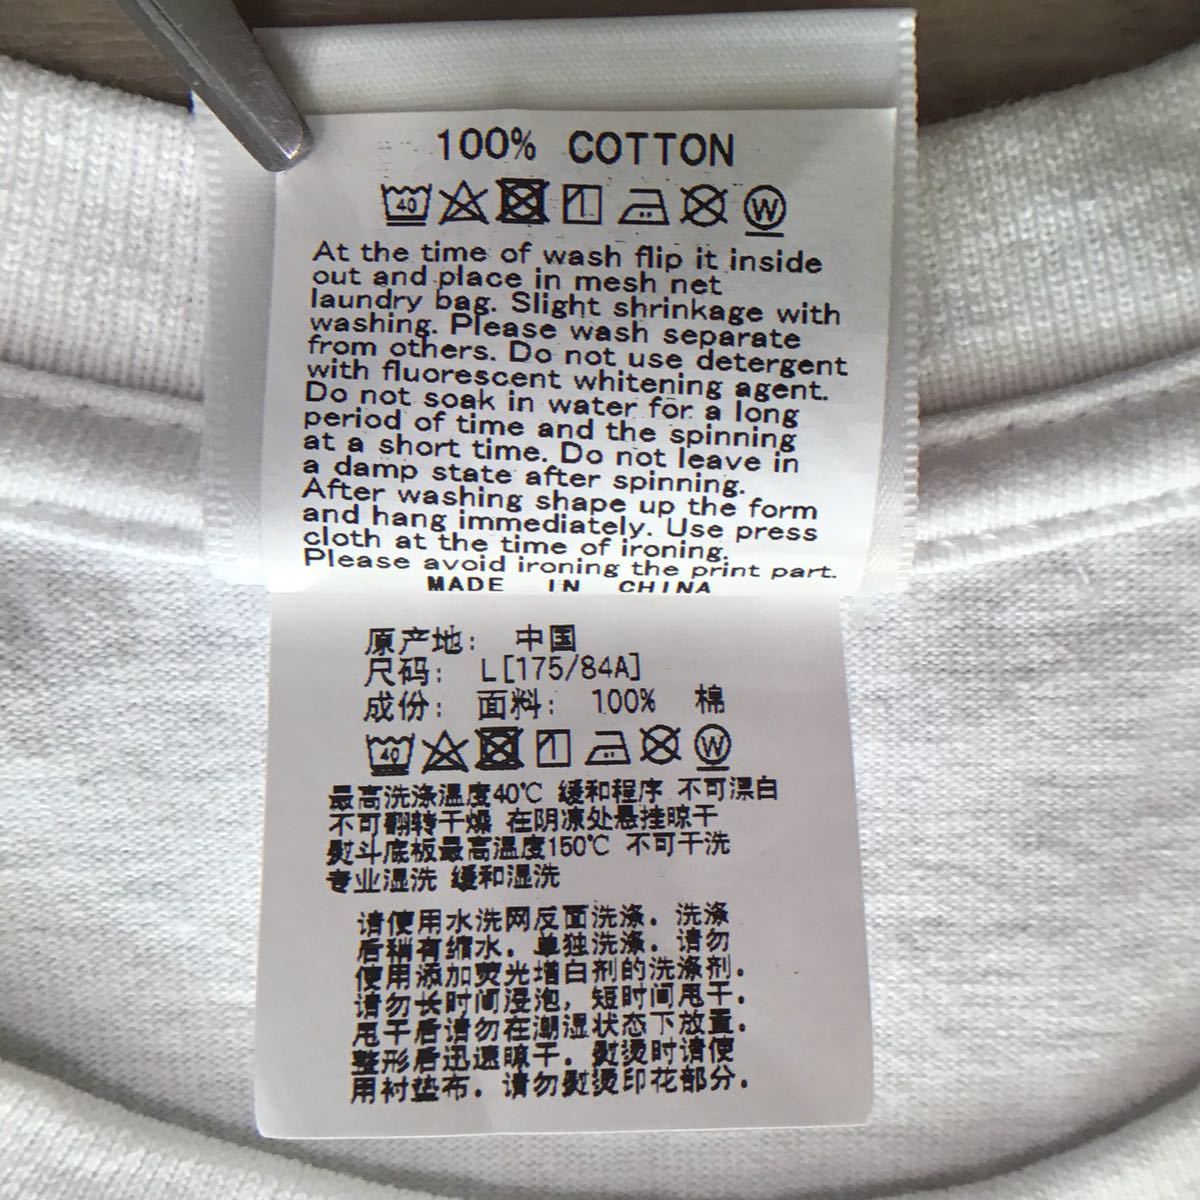 100% COTTON
40 W
At the time of wash flip it inside
out and place in mesh net
laundry bag. Slight shrinkage with
washing. Please wash separate
from others. Do not use detergent
with fluorescent whitening agent.
Do not soak in water for a long
period of time and the spinning
at a short time. Do not leave in
a damp state after spinning.
After washing shape up the form
and hang immediately. Use press
cloth at the time of ironing.
Please avoid ironing the print part.
MADE IN CHINA
原产地: 中国
尺码: L[175/84A]
成份: 面料: 100% 棉
40 W
最高洗涤温度40℃ 缓和程序 不可漂白
不可翻转干燥 在阴凉处悬挂晾干
熨斗底板最高温度150℃ 不可干洗
专业湿洗 缓和湿洗
请使用水洗网反面洗涤. 洗涤
后稍有缩水. 单独洗涤. 请勿
使用添加荧光增白剂的洗涤剂.
请勿长时间浸泡, 短时间甩干.
甩干后请勿在潮湿状态下放置.
整形后迅速晾干. 熨烫时请使
用衬垫布. 请勿熨烫印花部分.